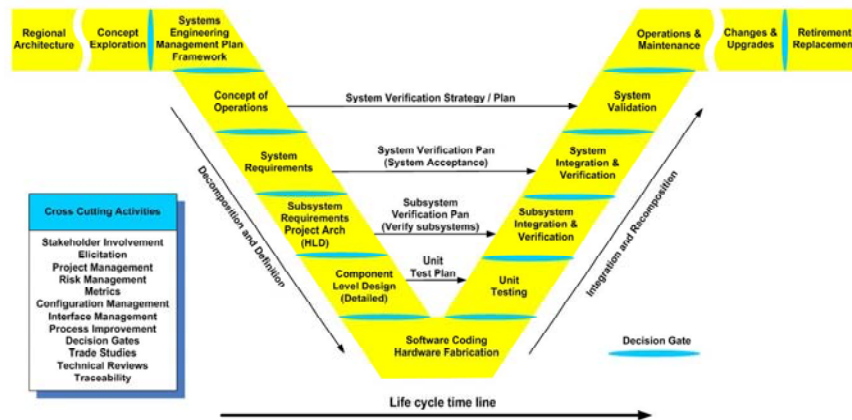 Regional
Architecture
Concept
Exploration
Systems
Engineering
Management Plan
Framework
Operations &
Maintenance
Changes &
Upgrades
Retirement
Replacement
Concept of
Operations
System Verification Strategy / Plan
System
Validation
System
Requirements
System Verification Pan
(System Acceptance)
System
Integration &
Verification
Subsystem
Requirements
Project Arch
(HLD)
Subsystem
Verification Pan
(Verify subsystems)
Subsystem
Integration &
Verification
Component
Level Design
(Detailed)
Unit
Test Plan
Unit
Testing
Software Coding
Hardware Fabrication
Decomposition and Definition
Integration and Recomposition
Cross Cutting Activities
Stakeholder Involvement
Elicitation
Project Management
Risk Management
Metrics
Configuration Management
Interface Management
Process Improvement
Decision Gates
Trade Studies
Technical Reviews
Traceability
Decision Gate
Life cycle time line